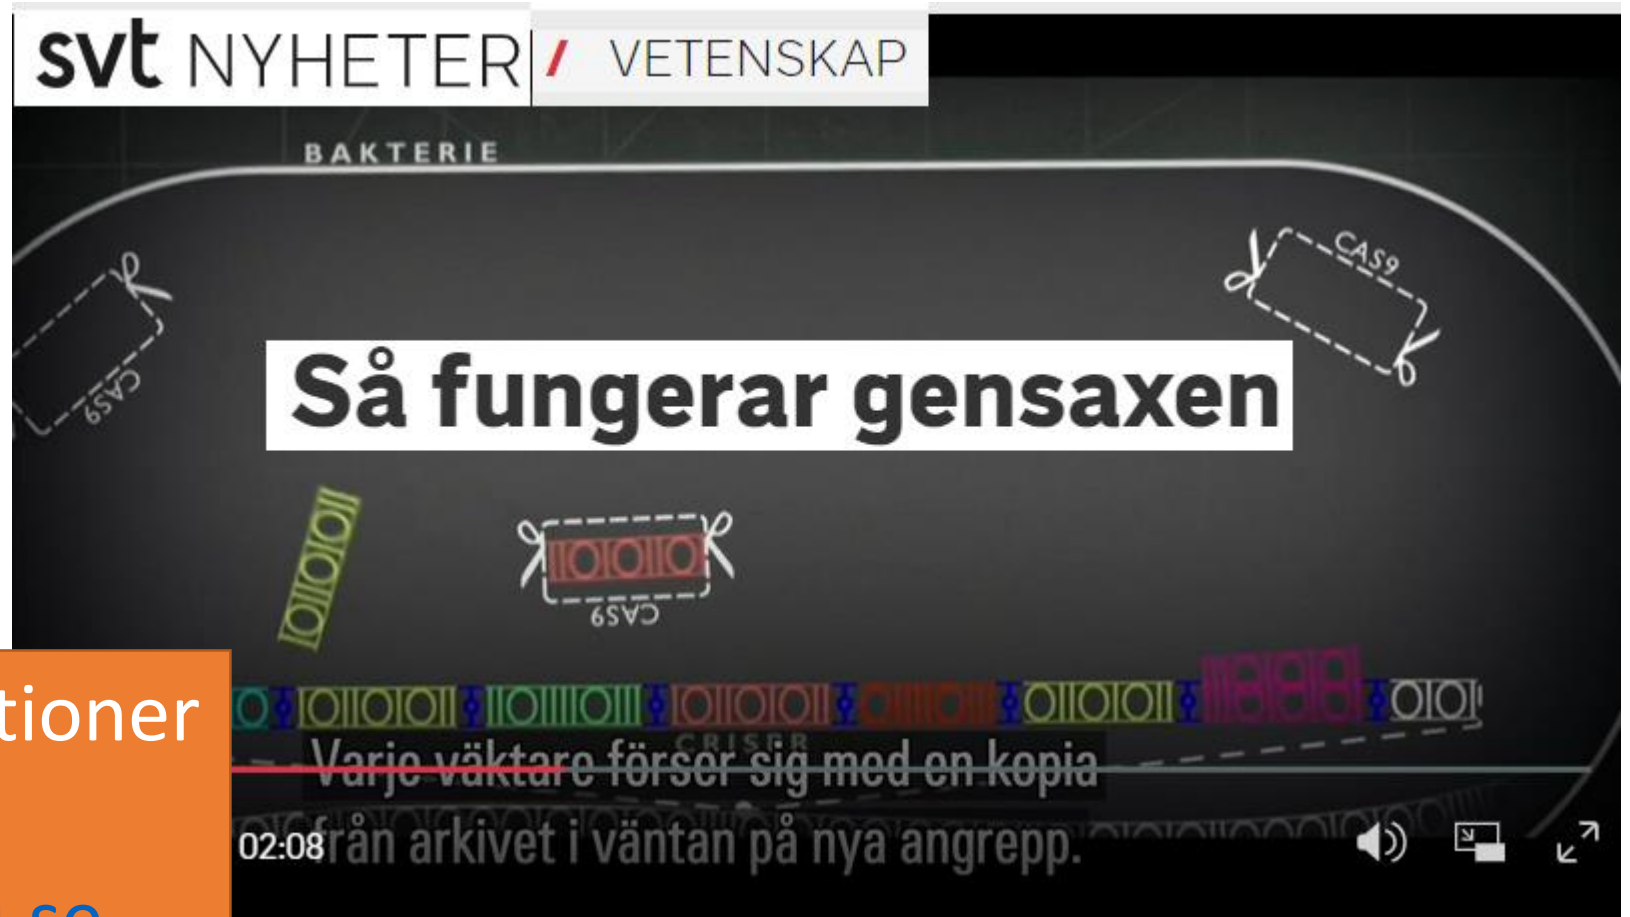 svt NYHETER / VETENSKAP
BAKTERIE
CAS9
CAS9
Så fungerar gensaxen
CAS9
tioner
CRISPR
Varje väktare förser sig med en kopia
02:08
från arkivet i väntan på nya angrepp.
se